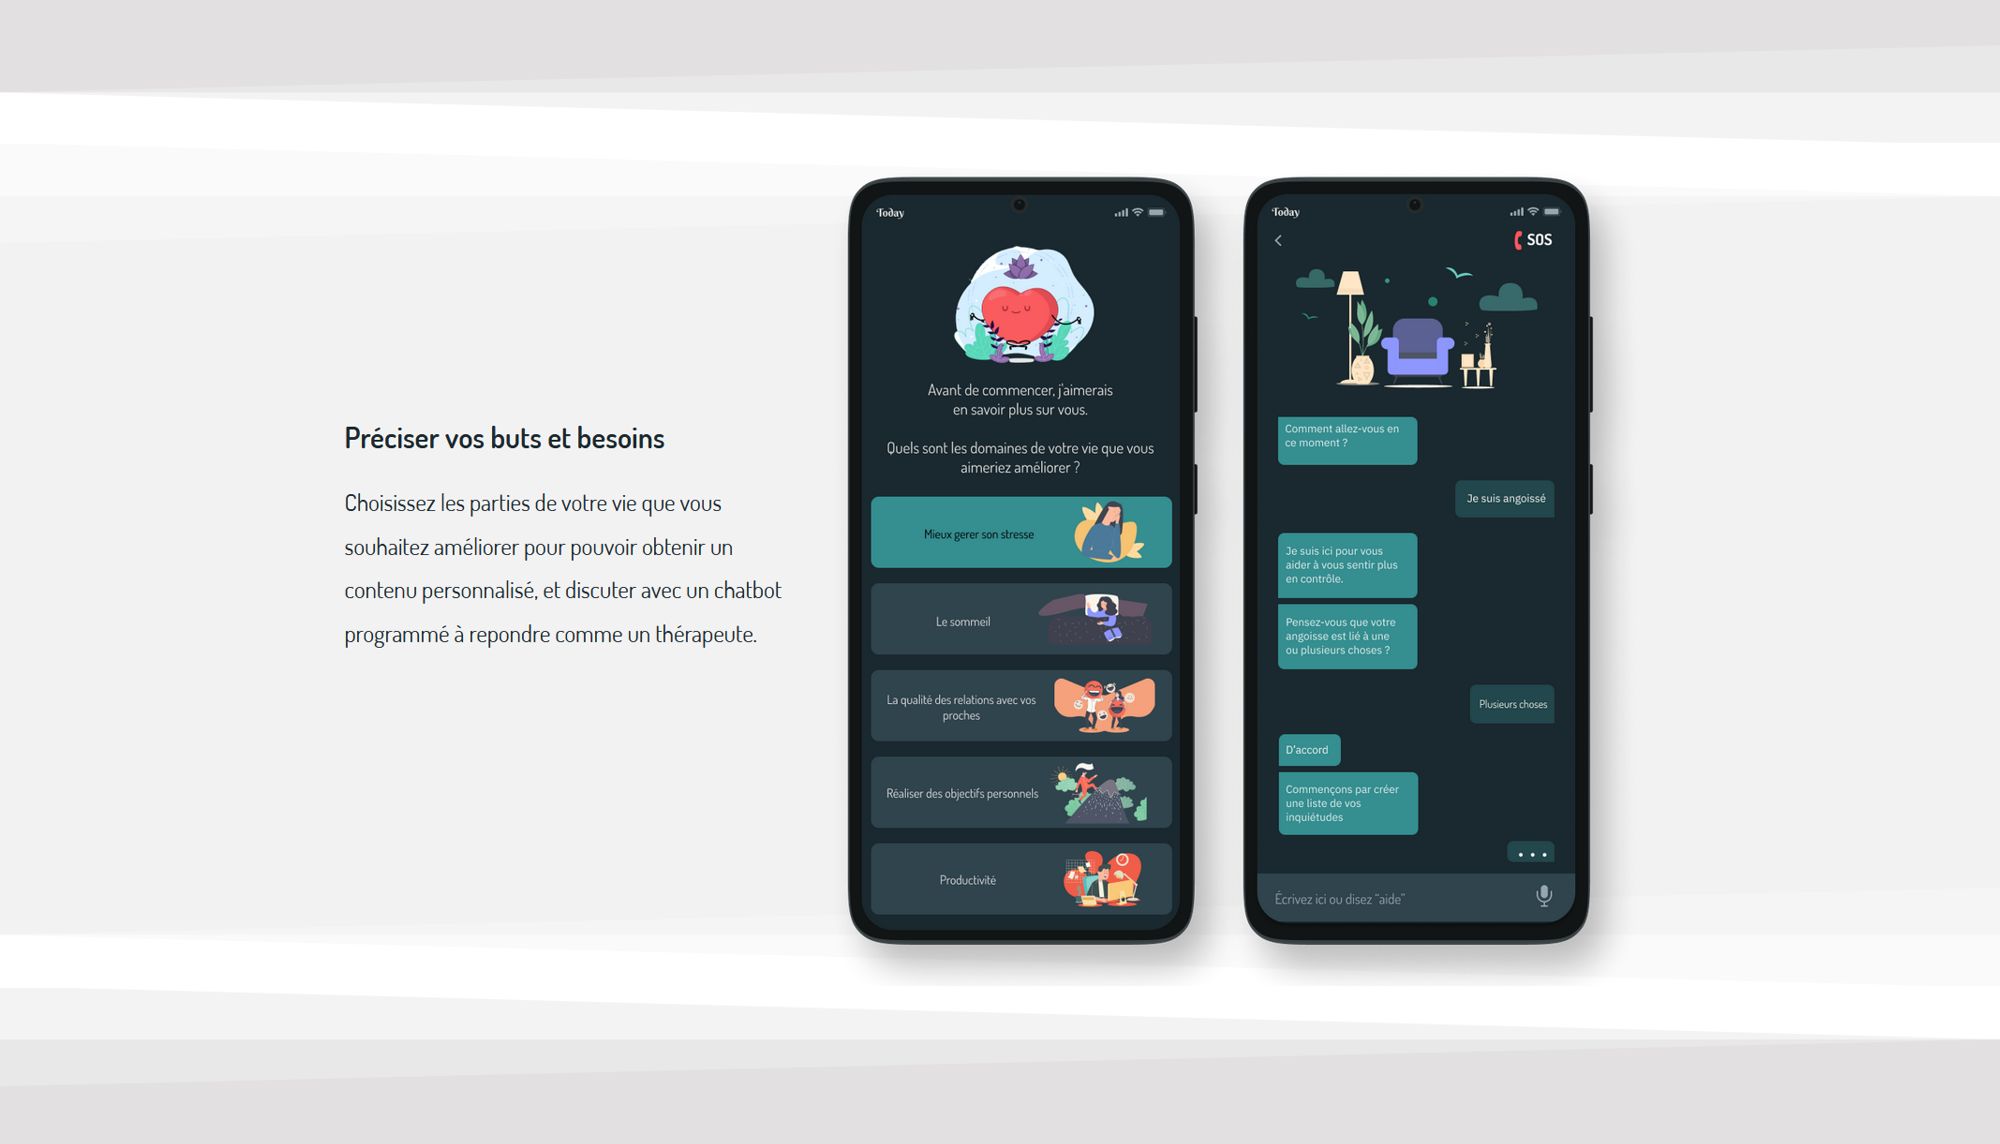 Préciser vos buts et besoins
Choisissez les parties de votre vie que vous
souhaitez améliorer pour pouvoir obtenir un
contenu personnalisé, et discuter avec un chatbot
programmé à repondre comme un thérapeute.
Today
Avant de commencer, j'aimerais
en savoir plus sur vous.
Quels sont les domaines de votre vie que vous
aimeriez améliorer ?
Mieux gerer son stresse
Le sommeil
La qualité des relations avec vos
proches
Réaliser des objectifs personnels
Productivité
Today
SOS
Comment allez-vous en
ce moment ?
Je suis angoissé
Je suis ici pour vous
aider à vous sentir plus
en contrôle.
Pensez-vous que votre
angoisse est lié à une
ou plusieurs choses ?
Plusieurs choses
D'accord
Commençons par créer
une liste de vos
inquiétudes
Écrivez ici ou disez “aide”